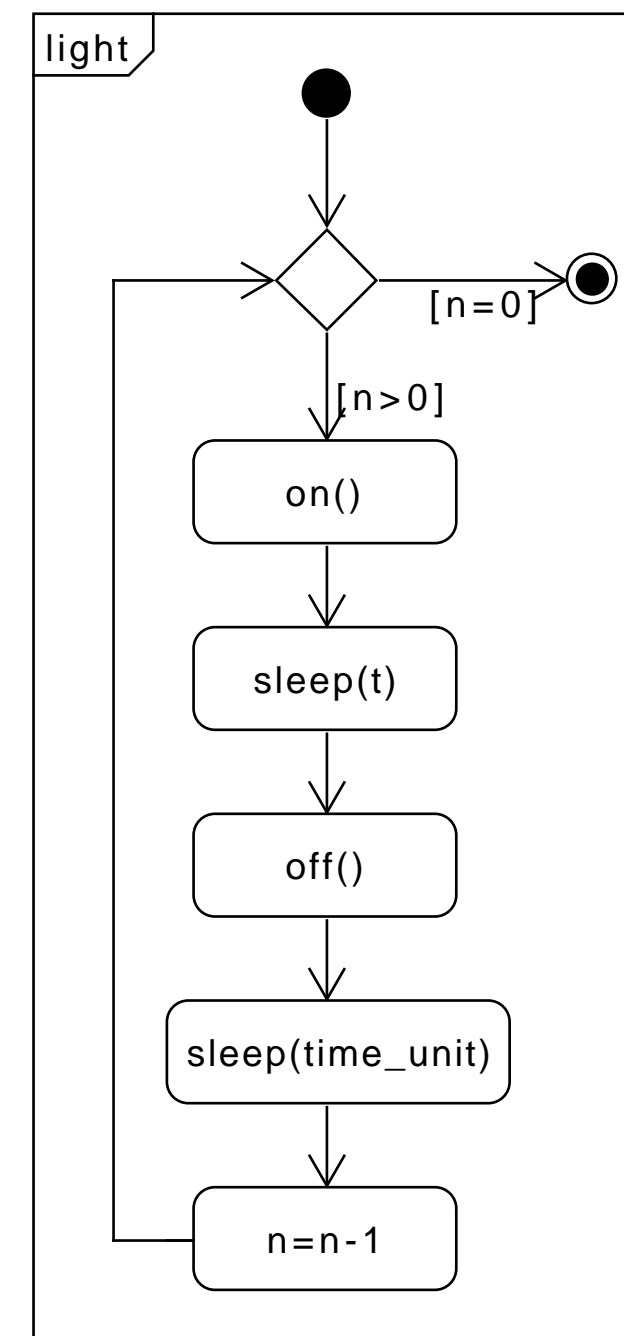 light
[n=0]
[n>0]
on()
sleep(t)
off()
sleep(time_unit)
n=n-1